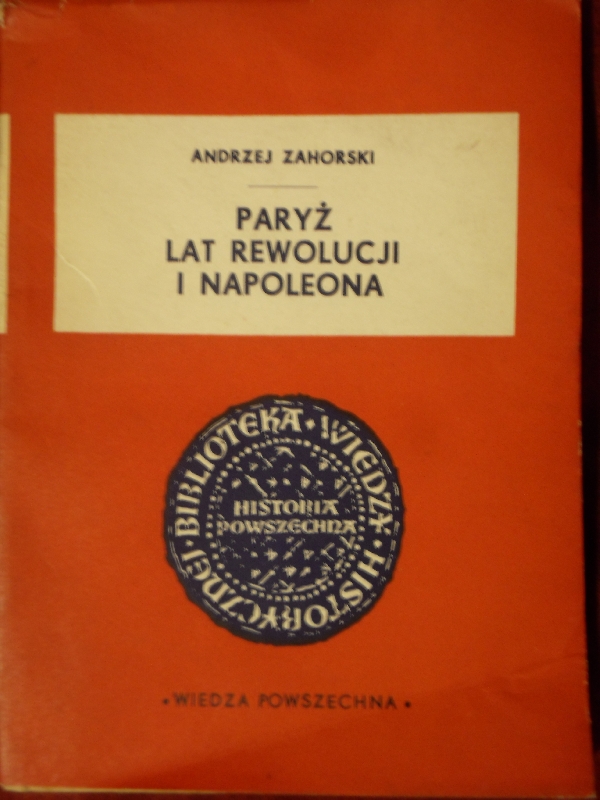 ANDRZEJ ZAHORSKI
PARYŻ
LAT REWOLUCJI
I NAPOLEONA
BIBLIOTEKA • WIEDZY • HISTORYCZNEJ •
HISTORIA
POWSZECHNA
• WIEDZA POWSZECHNA •